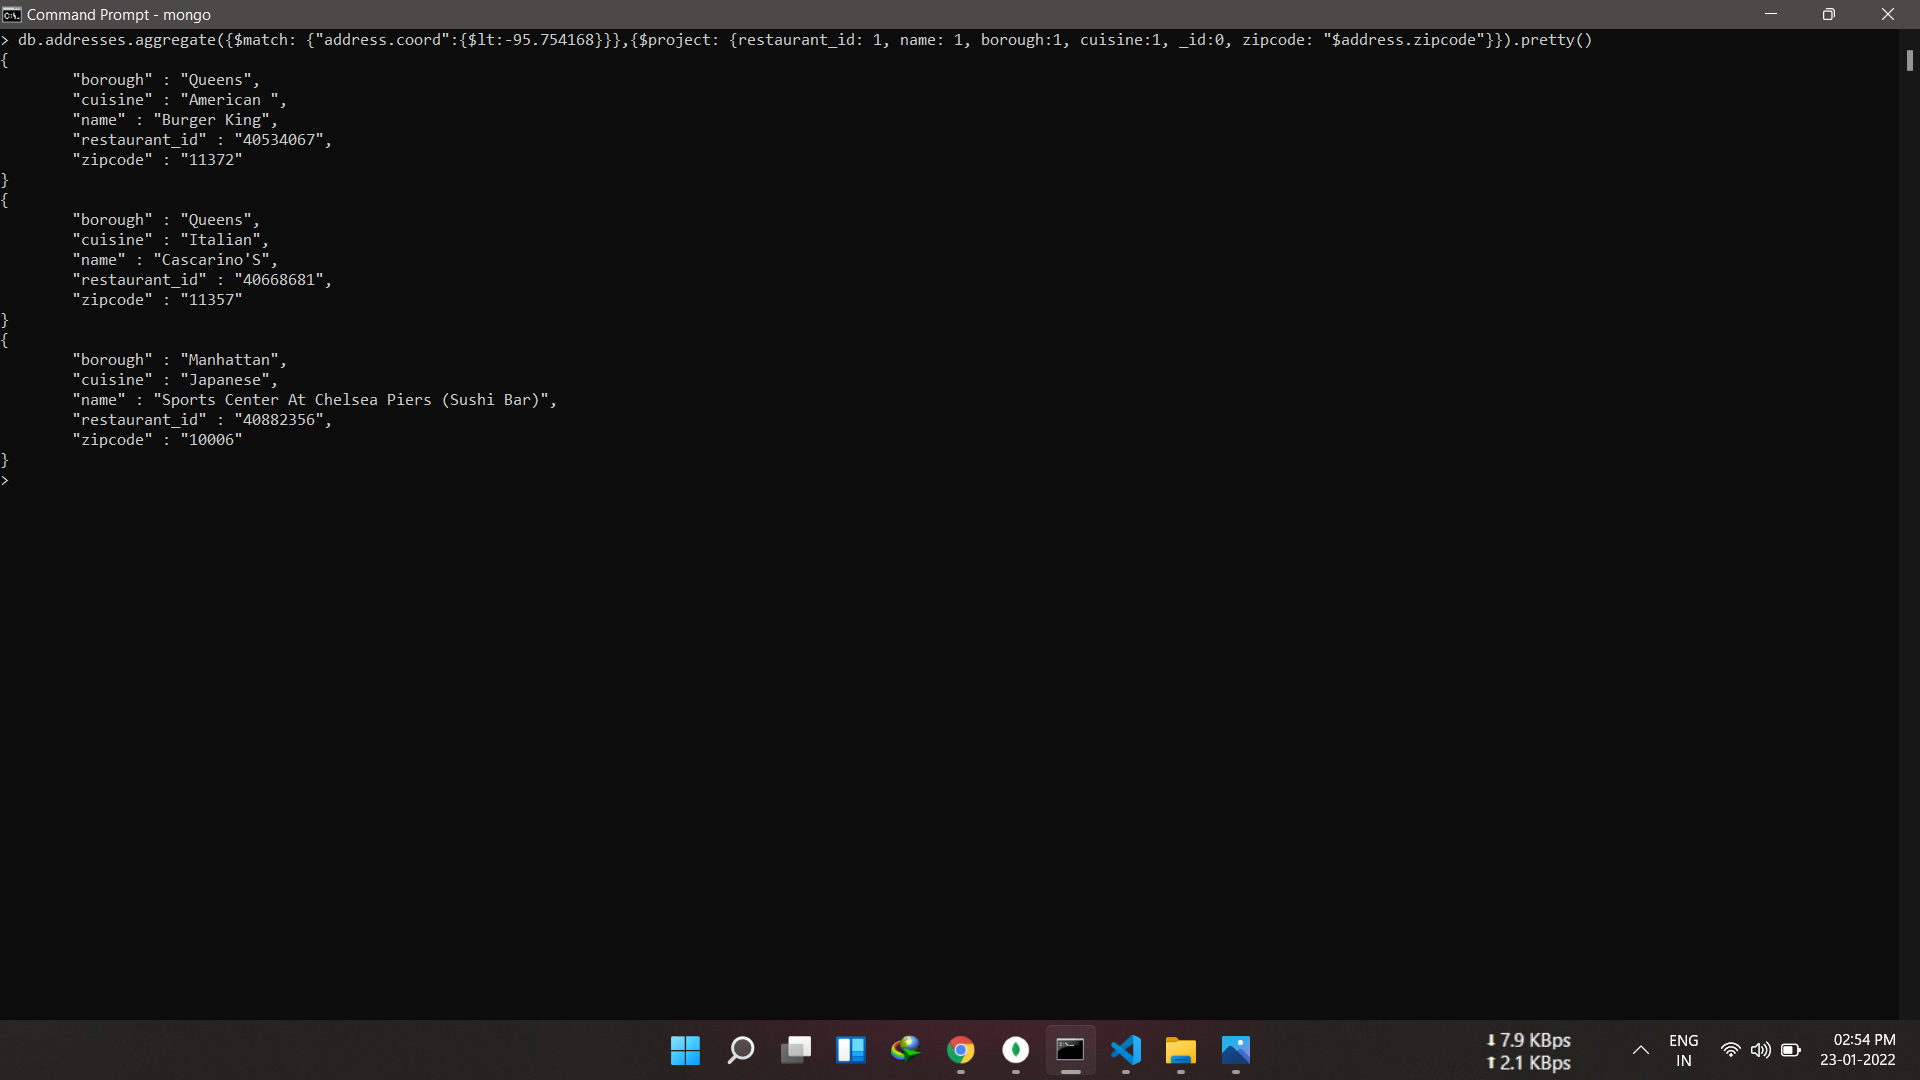 Command Prompt - mongo
> db.addresses.aggregate({$match: {"address.coord":{$lt:-95.754168}}},{$project: {restaurant_id: 1, name: 1, borough:1, cuisine:1, _id:0, zipcode: "$address.zipcode"}}).pretty()
{
"borough" : "Queens",
"cuisine" : "American ",
"name" : "Burger King",
"restaurant_id" : "40534067",
"zipcode" : "11372"
}
{
"borough" : "Queens",
"cuisine" : "Italian",
"name" : "Cascarino'S",
"restaurant_id" : "40668681",
"zipcode" : "11357"
}
{
"borough" : "Manhattan",
"cuisine" : "Japanese",
"name" : "Sports Center At Chelsea Piers (Sushi Bar)",
"restaurant_id" : "40882356",
"zipcode" : "10006"
}
>
7.9 KBps
2.1 KBps
ENG
IN
02:54 PM
23-01-2022